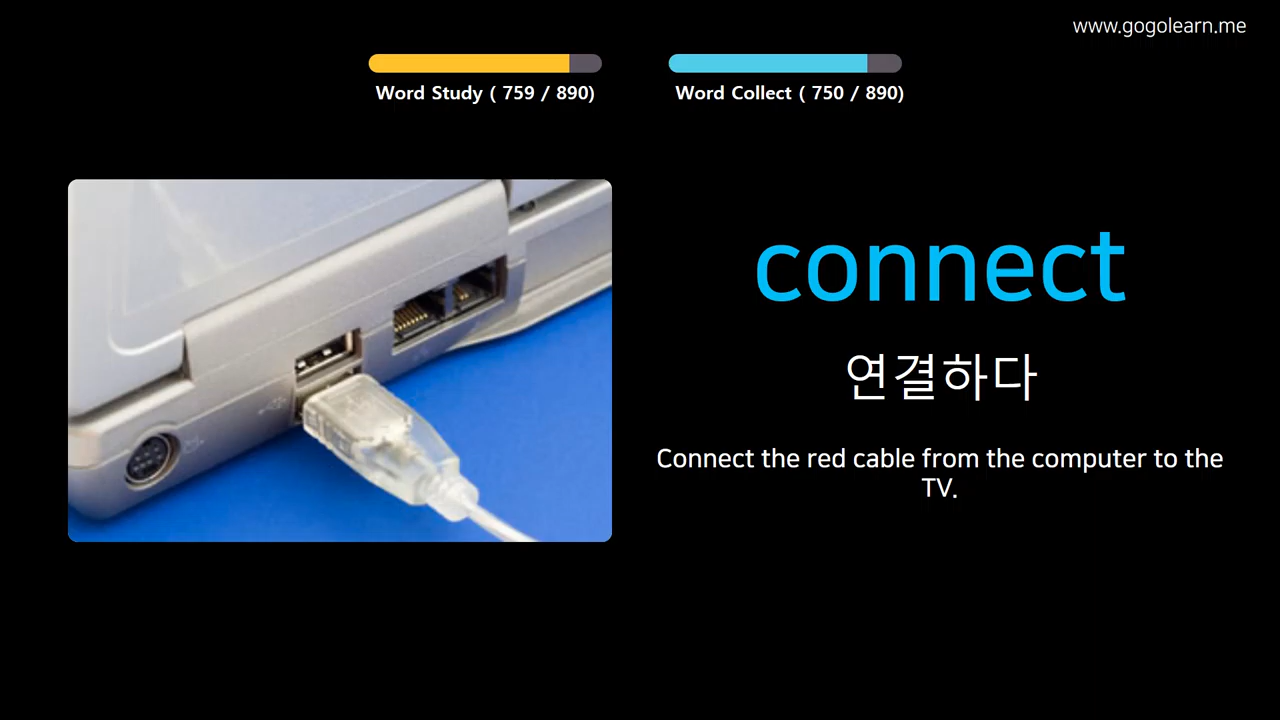 www.gogolearn.me
Word Study ( 759 / 890)
Word Collect ( 750 / 890)
connect
연결하다
Connect the red cable from the computer to the
TV.